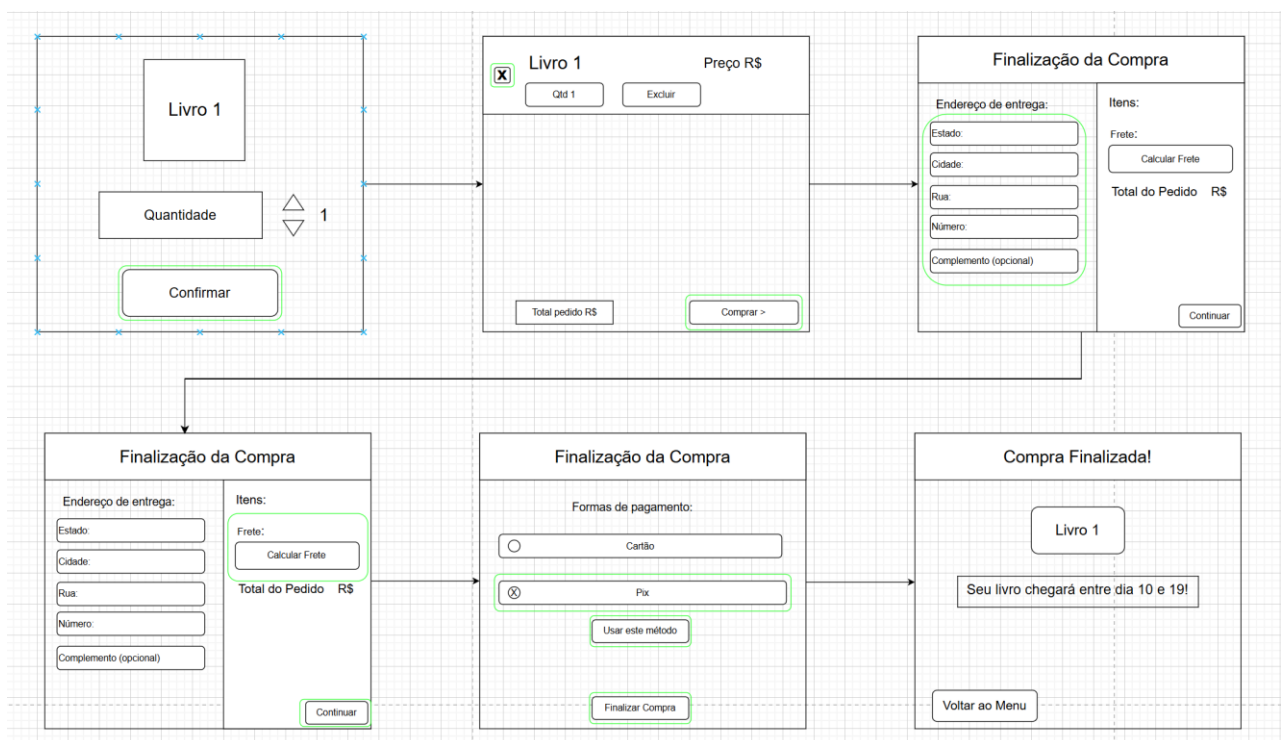 Livro 1
Quantidade
1
Confirmar
X
Livro 1
Preço R$
Qtd 1
Excluir
Total pedido R$
Comprar >
Finalização da Compra
Endereço de entrega:
Estado:
Cidade:
Rua:
Número:
Complemento (opcional)
Itens:
Frete:
Calcular Frete
Total do Pedido R$
Continuar
Finalização da Compra
Endereço de entrega:
Estado:
Cidade:
Rua:
Número:
Complemento (opcional)
Itens:
Frete:
Calcular Frete
Total do Pedido R$
Continuar
Finalização da Compra
Formas de pagamento:
Cartão
X
Pix
Usar este método
Finalizar Compra
Compra Finalizada!
Livro 1
Seu livro chegará entre dia 10 e 19!
Voltar ao Menu